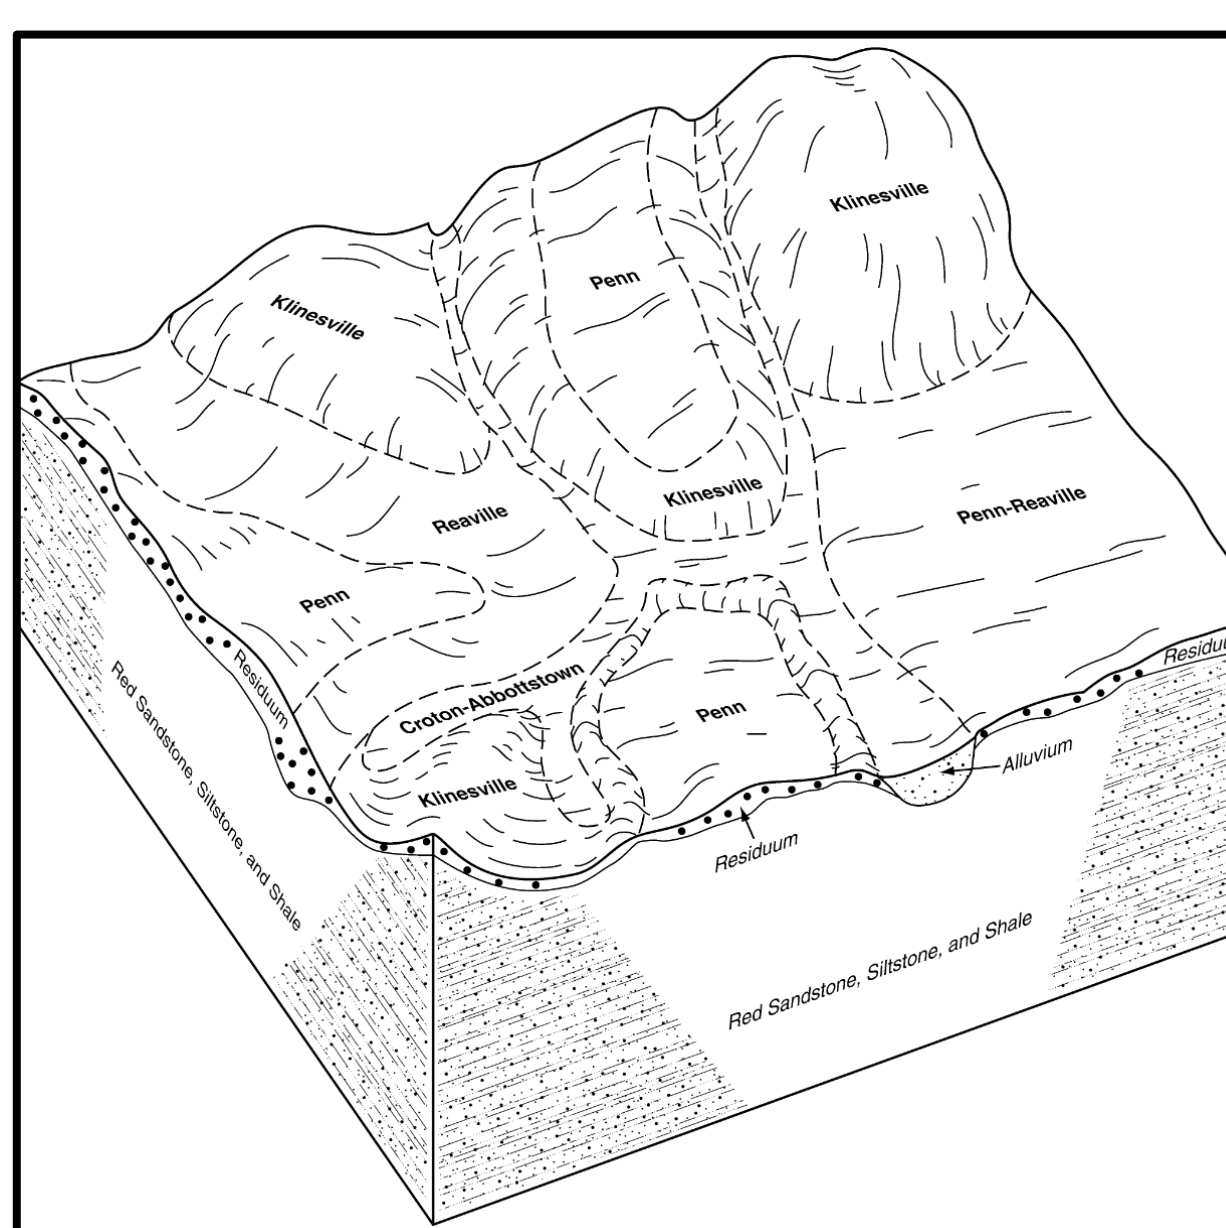 Klinesville
Penn
Klinesville
Klinesville
Penn-Reaville
Reaville
Penn
Residuum
Croton-Abbottstown
Penn
Klinesville
Alluvium
Residuum
Red Sandstone, Siltstone, and Shale
Red Sandstone, Siltstone, and Shale